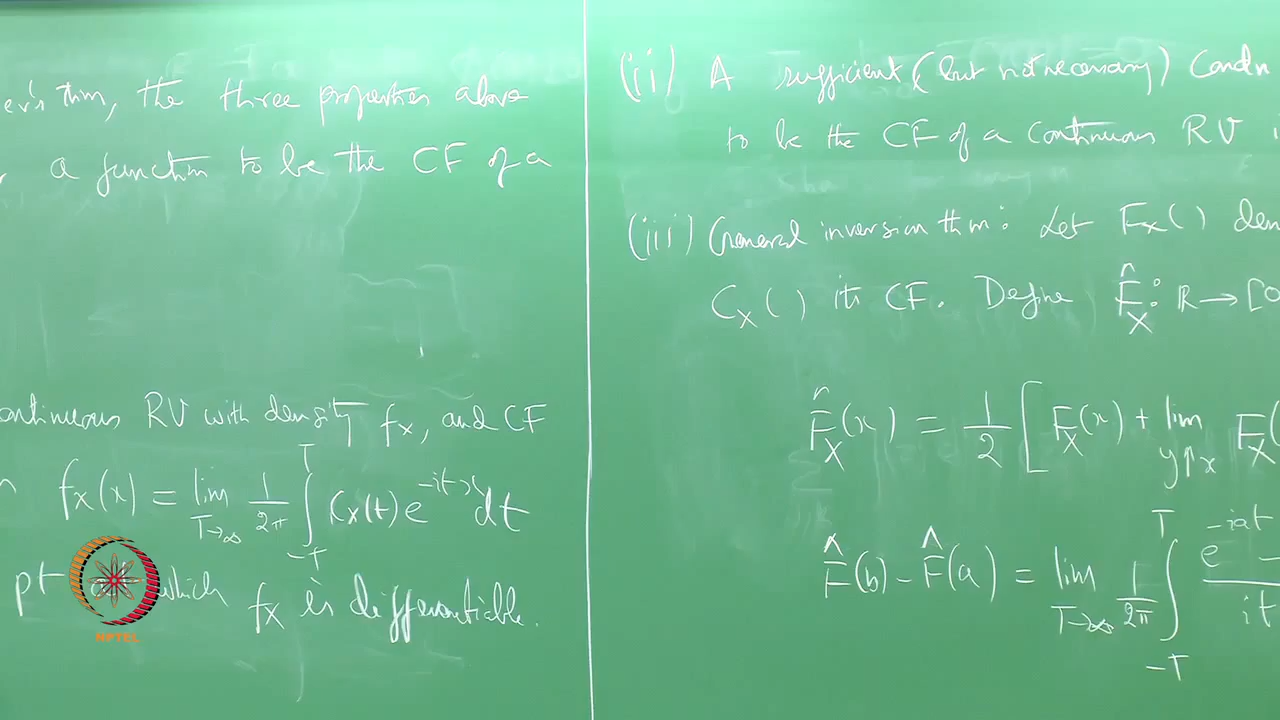 er's thm, the three properties above
a function to be the CF of a
ontinuous RV with density fx, and CF
fx(x) = lim T→∞ 1/2π ∫_{-T}^{T} Cx(t) e^{-itx} dt
pt at which fx is differentiable.
NPTEL
(ii) A sufficient (but not necessary) Condn
to be the CF of a continuous RV
(iii) General inversion thm: Let Fx( ) den
Cx( ) its CF. Define F̂x: ℝ → [0
F̂x(x) = 1/2 [ Fx(x) + lim y↑x Fx(
F̂(b) - F̂(a) = lim T→∞ 1/2π ∫_{-T}^{T} e^{-iat} - / it